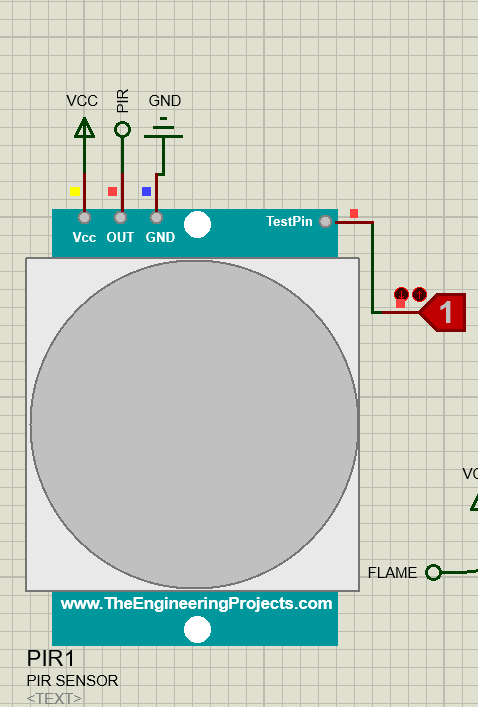 VCC
PIR
GND
TestPin
Vcc OUT GND
1
VC
FLAME
www.TheEngineeringProjects.com
PIR1
PIR SENSOR
<TEXT>